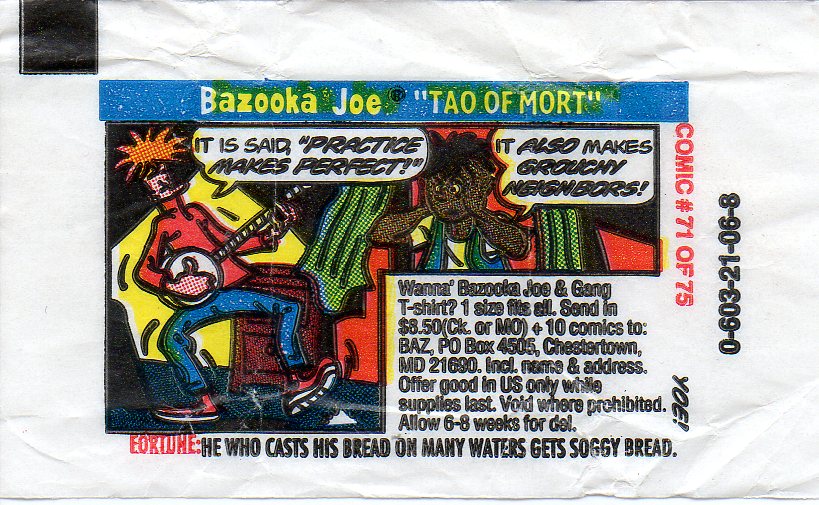 Bazooka Joe ® "TAO OF MORT"
IT IS SAID, "PRACTICE
MAKES PERFECT!"
IT ALSO MAKES
GROUCHY
NEIGHBORS!
Wanna' Bazooka Joe & Gang
T-shirt? 1 size fits all. Send in
$8.50(Ck. or MO) + 10 comics to:
BAZ, PO Box 4505, Chestertown,
MD 21690. Incl. name & address.
Offer good in US only while
supplies last. Void where prohibited.
Allow 6-8 weeks for del.
YOE!
COMIC # 71 OF 75
0-603-21-06-8
FORTUNE: HE WHO CASTS HIS BREAD ON MANY WATERS GETS SOGGY BREAD.